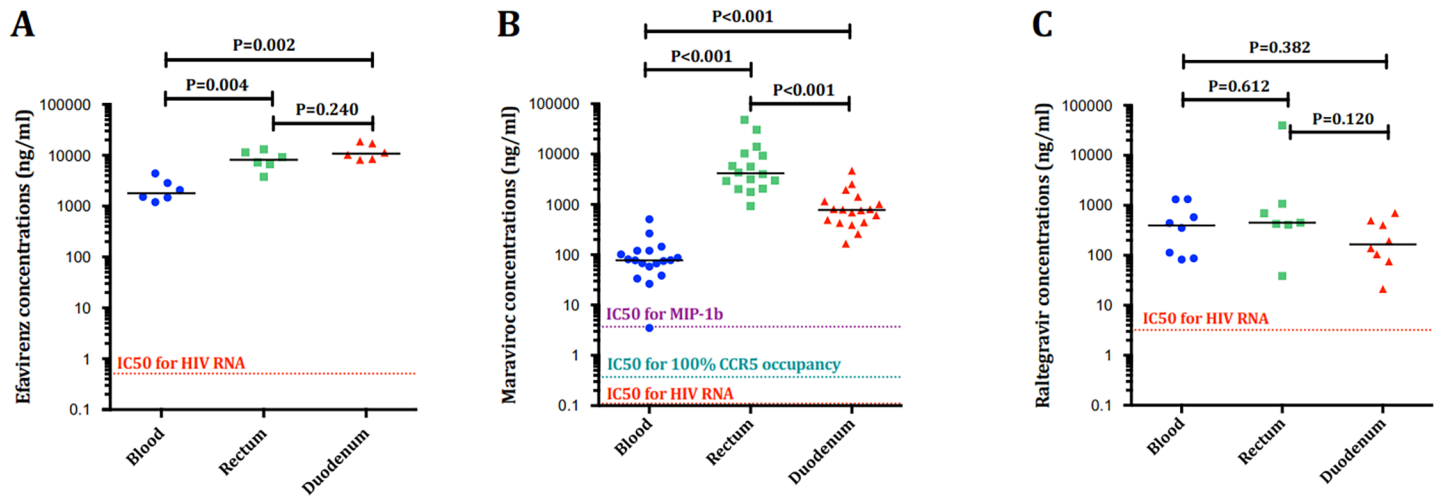 A
P=0.002
P=0.004
P=0.240
Efavirenz concentrations (ng/ml)
100000
10000
1000
100
10
1
0.1
IC50 for HIV RNA
Blood
Rectum
Duodenum
B
P<0.001
P<0.001
P<0.001
Maraviroc concentrations (ng/ml)
100000
10000
1000
100
10
1
0.1
IC50 for MIP-1b
IC50 for 100% CCR5 occupancy
IC50 for HIV RNA
Blood
Rectum
Duodenum
C
P=0.382
P=0.612
P=0.120
Raltegravir concentrations (ng/ml)
100000
10000
1000
100
10
1
0.1
IC50 for HIV RNA
Blood
Rectum
Duodenum